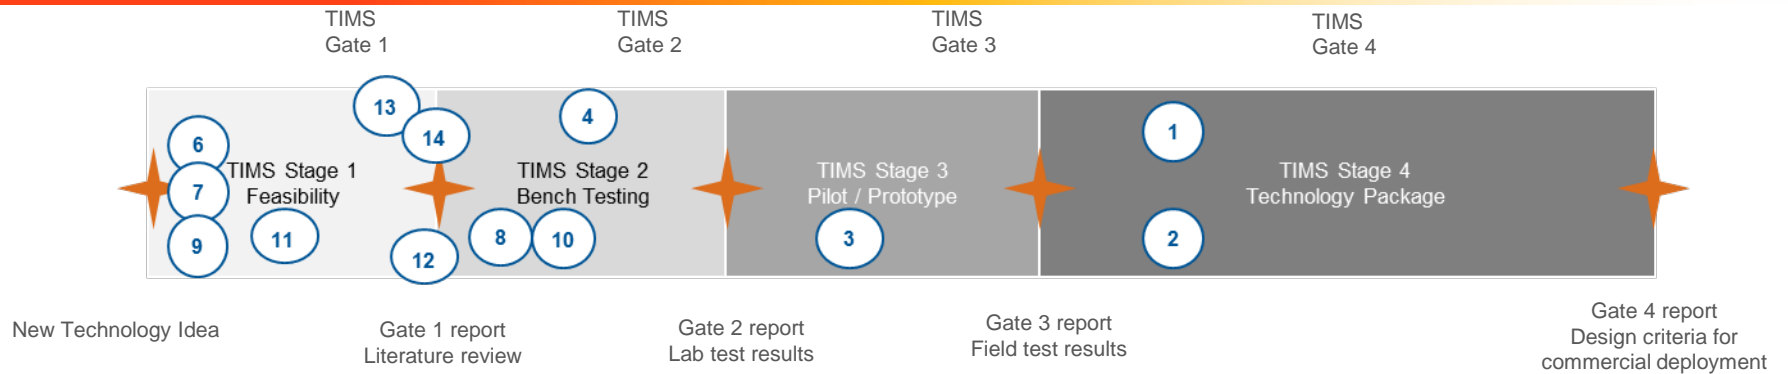 TIMS
Gate 1
TIMS
Gate 2
TIMS
Gate 3
TIMS
Gate 4
13
14
4
1
6
7
9
11
12
8
10
3
2
TIMS Stage 1
Feasibility
TIMS Stage 2
Bench Testing
TIMS Stage 3
Pilot / Prototype
TIMS Stage 4
Technology Package
New Technology Idea
Gate 1 report
Literature review
Gate 2 report
Lab test results
Gate 3 report
Field test results
Gate 4 report
Design criteria for
commercial deployment